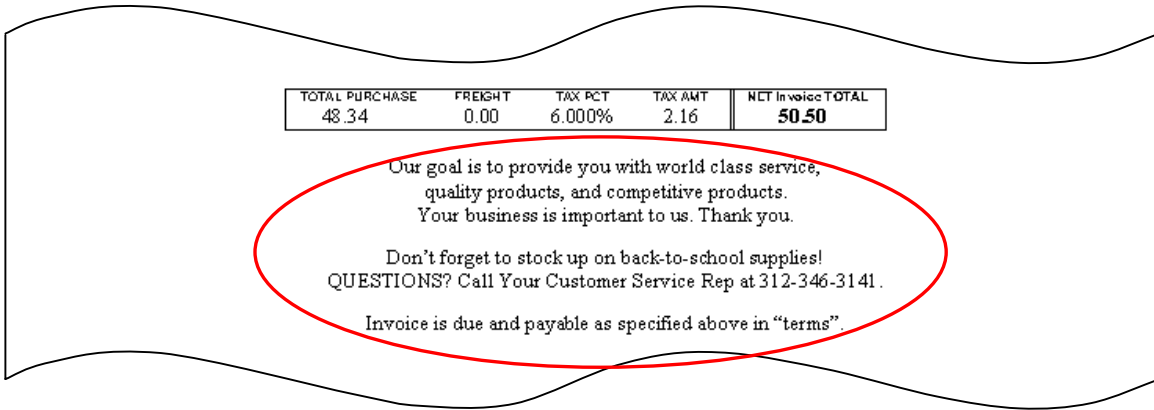 TOTAL PURCHASE FREIGHT TAX PCT TAX AMT NET Invoice TOTAL
48.34 0.00 6.000% 2.16 50.50
Our goal is to provide you with world class service,
quality products, and competitive products.
Your business is important to us. Thank you.
Don’t forget to stock up on back-to-school supplies!
QUESTIONS? Call Your Customer Service Rep at 312-346-3141.
Invoice is due and payable as specified above in “terms”.